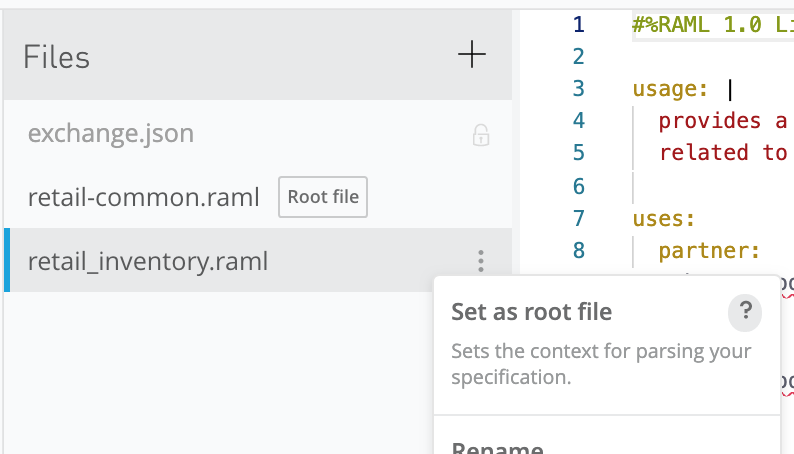 Files
exchange.json
retail-common.raml Root file
retail_inventory.raml
1 #%RAML 1.0
2
3 usage: |
4 provides a
5 related to
6
7 uses:
8 partner:
Set as root file ?
Sets the context for parsing your
specification.
Rename